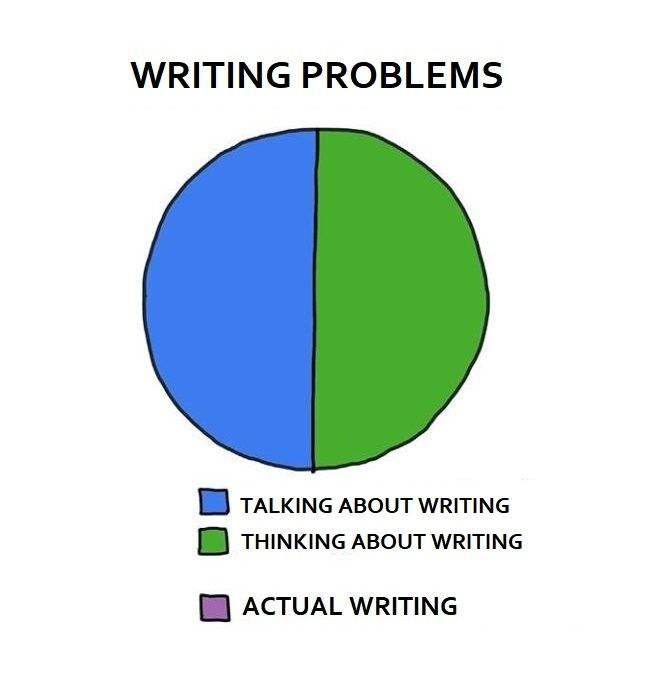 WRITING PROBLEMS
TALKING ABOUT WRITING
THINKING ABOUT WRITING
ACTUAL WRITING